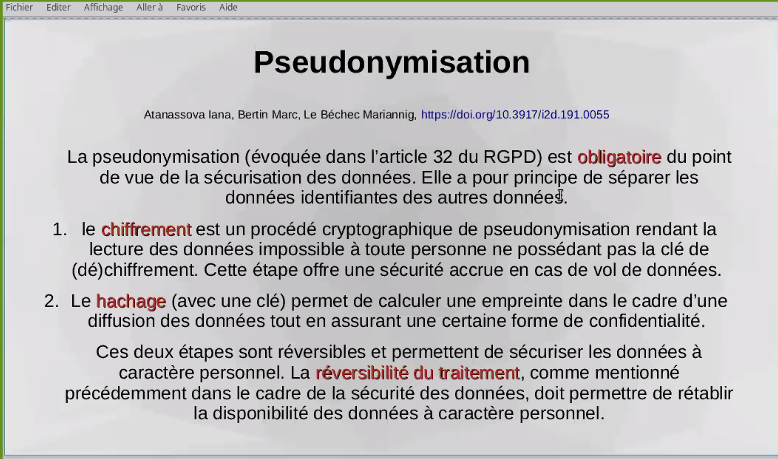 Fichier Editer Affichage Aller à Favoris Aide
Pseudonymisation
Atanassova Iana, Bertin Marc, Le Béchec Mariannig, https://doi.org/10.3917/i2d.191.0055
La pseudonymisation (évoquée dans l'article 32 du RGPD) est obligatoire du point
de vue de la sécurisation des données. Elle a pour principe de séparer les
données identifiantes des autres données.
1. le chiffrement est un procédé cryptographique de pseudonymisation rendant la
lecture des données impossible à toute personne ne possédant pas la clé de
(dé)chiffrement. Cette étape offre une sécurité accrue en cas de vol de données.
2. Le hachage (avec une clé) permet de calculer une empreinte dans le cadre d'une
diffusion des données tout en assurant une certaine forme de confidentialité.
Ces deux étapes sont réversibles et permettent de sécuriser les données à
caractère personnel. La réversibilité du traitement, comme mentionné
précédemment dans le cadre de la sécurité des données, doit permettre de rétablir
la disponibilité des données à caractère personnel.